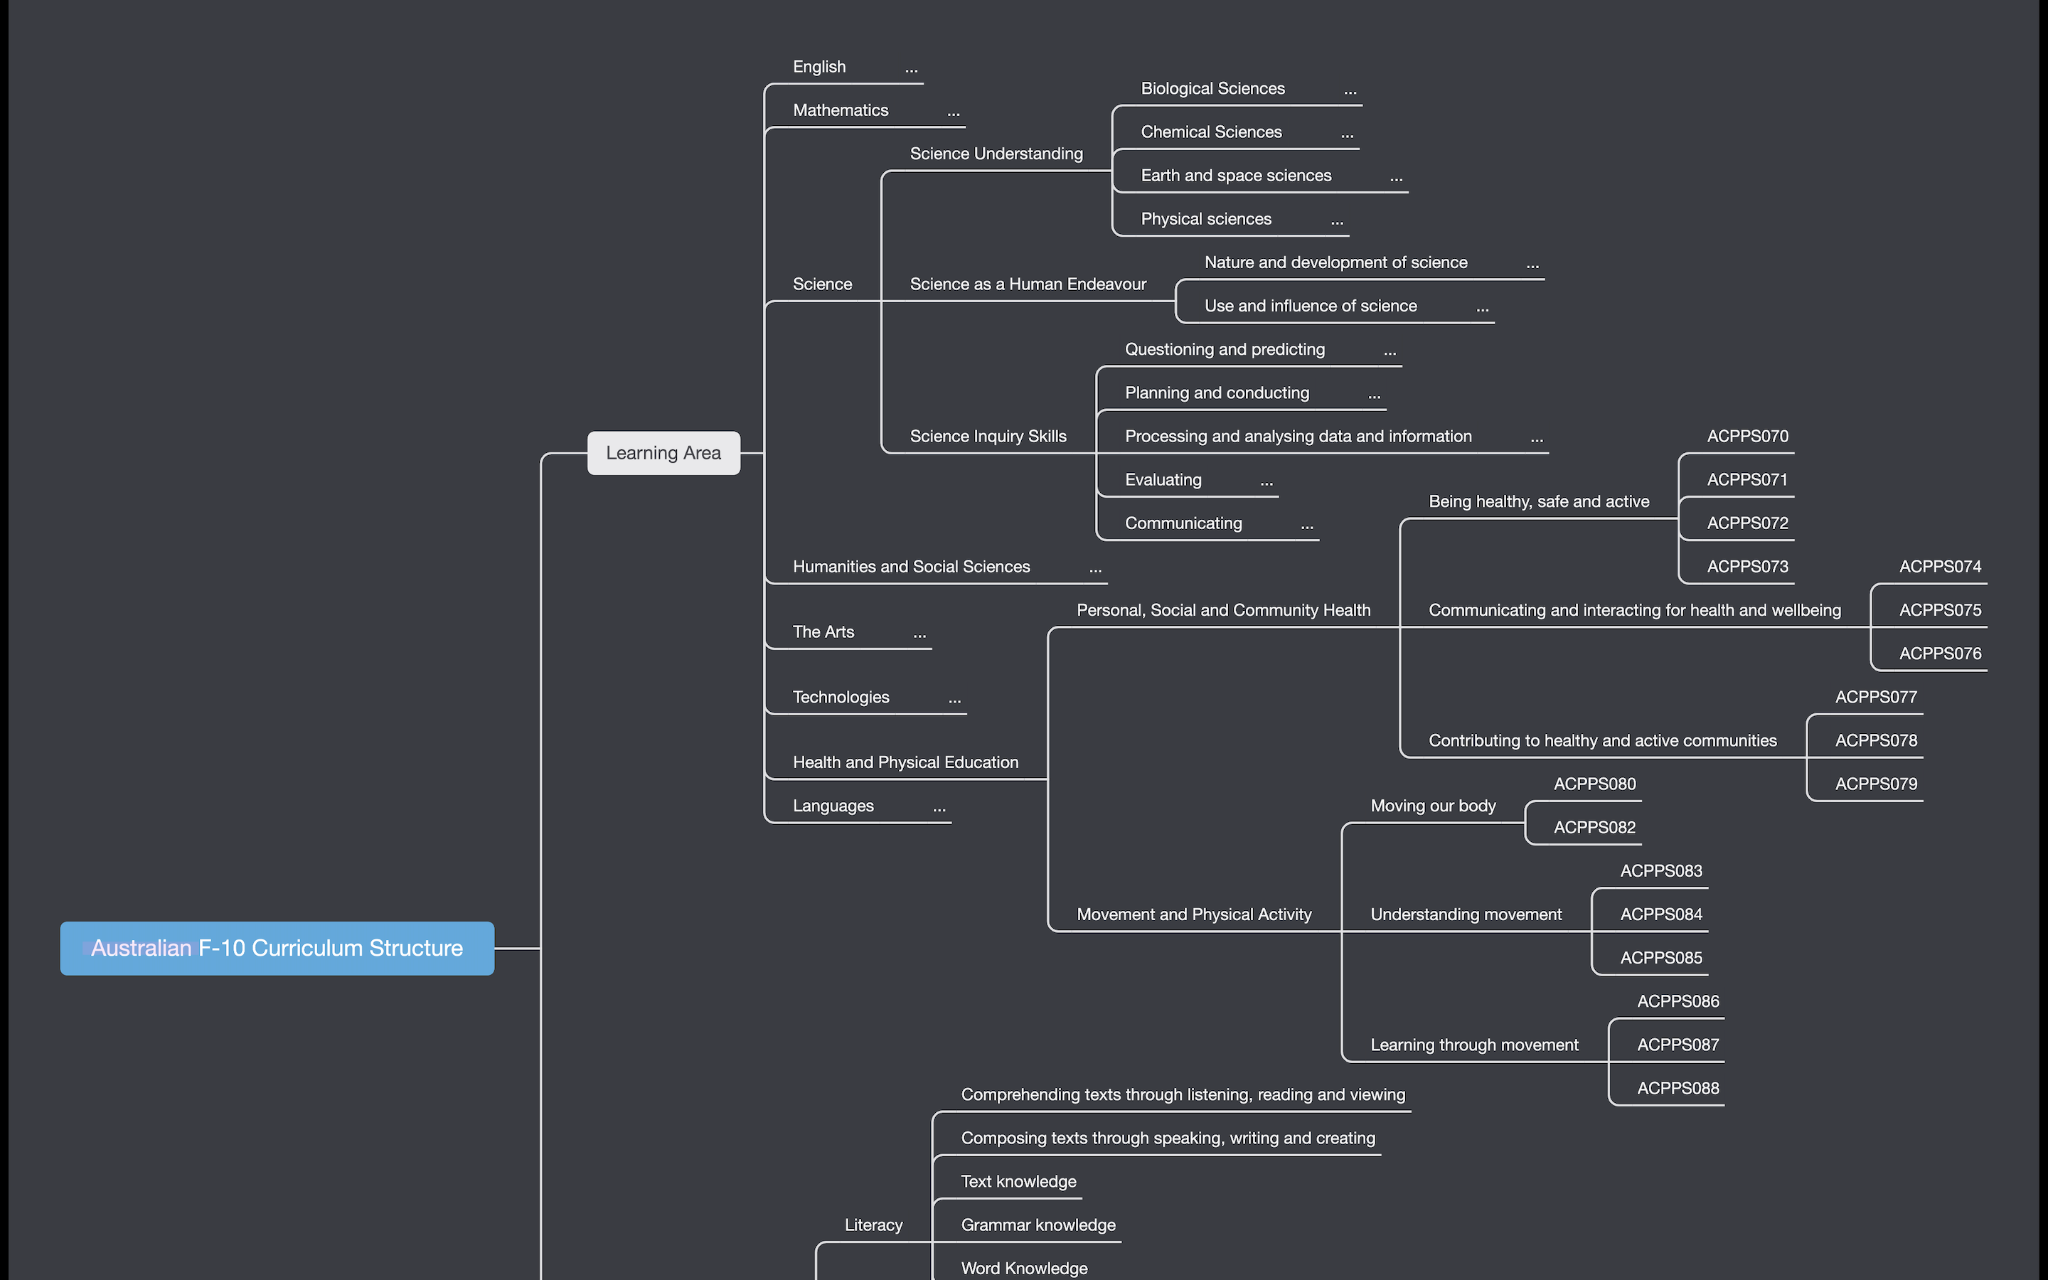 English ...
Mathematics ...
Science
Science Understanding
Biological Sciences ...
Chemical Sciences ...
Earth and space sciences ...
Physical sciences ...
Science as a Human Endeavour
Nature and development of science ...
Use and influence of science ...
Science Inquiry Skills
Questioning and predicting ...
Planning and conducting ...
Processing and analysing data and information ...
Evaluating ...
Communicating ...
Learning Area
Humanities and Social Sciences ...
The Arts ...
Technologies ...
Health and Physical Education
Personal, Social and Community Health
Being healthy, safe and active
ACPPS070
ACPPS071
ACPPS072
ACPPS073
Communicating and interacting for health and wellbeing
ACPPS074
ACPPS075
ACPPS076
Contributing to healthy and active communities
ACPPS077
ACPPS078
ACPPS079
Movement and Physical Activity
Moving our body
ACPPS080
ACPPS082
Understanding movement
ACPPS083
ACPPS084
ACPPS085
Learning through movement
ACPPS086
ACPPS087
ACPPS088
Languages ...
Australian F-10 Curriculum Structure
Literacy
Comprehending texts through listening, reading and viewing
Composing texts through speaking, writing and creating
Text knowledge
Grammar knowledge
Word Knowledge